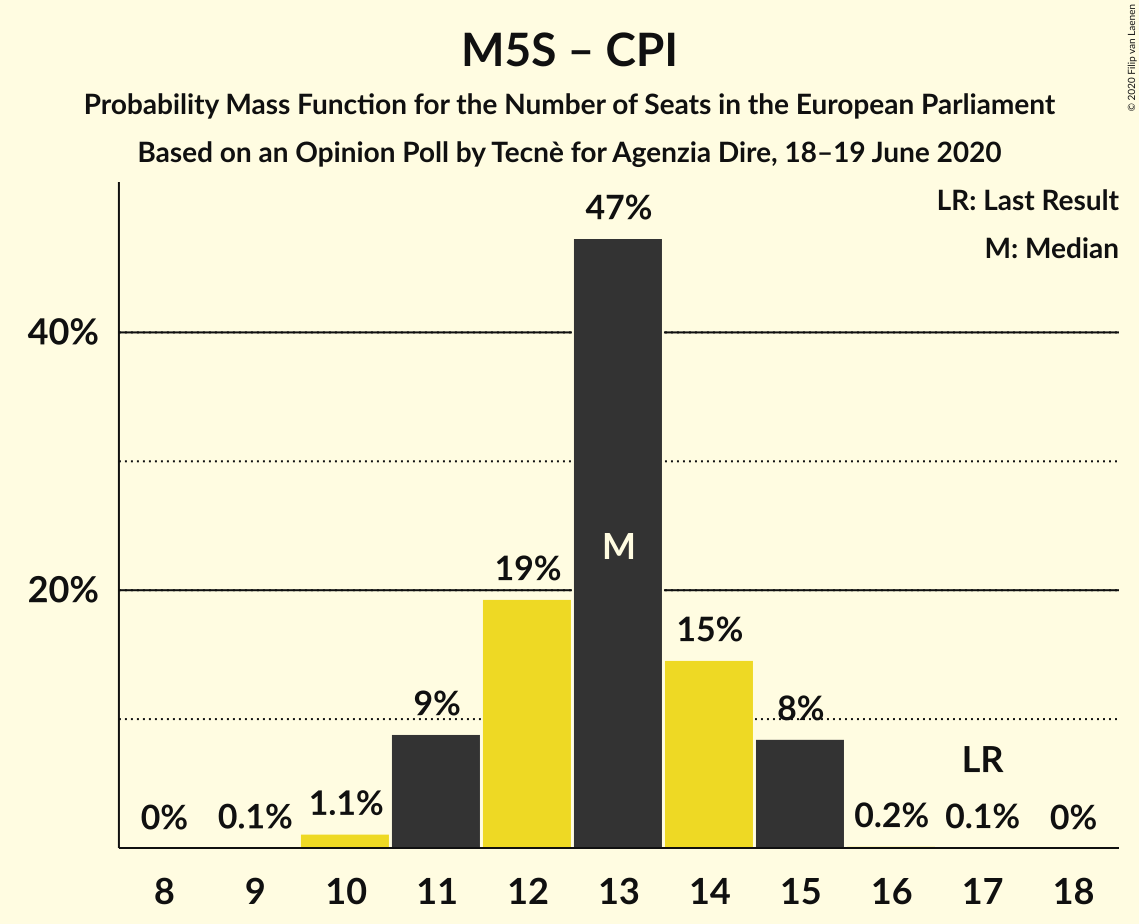 M5S – CPI
Probability Mass Function for the Number of Seats in the European Parliament
Based on an Opinion Poll by Tecnè for Agenzia Dire, 18–19 June 2020
© 2020 Filip van Laenen
LR: Last Result
M: Median
47%
40%
M
19%
20%
15%
9%
8%
LR
0%
0.1%
1.1%
0.2%
0.1%
0%
8 9 10 11 12 13 14 15 16 17 18